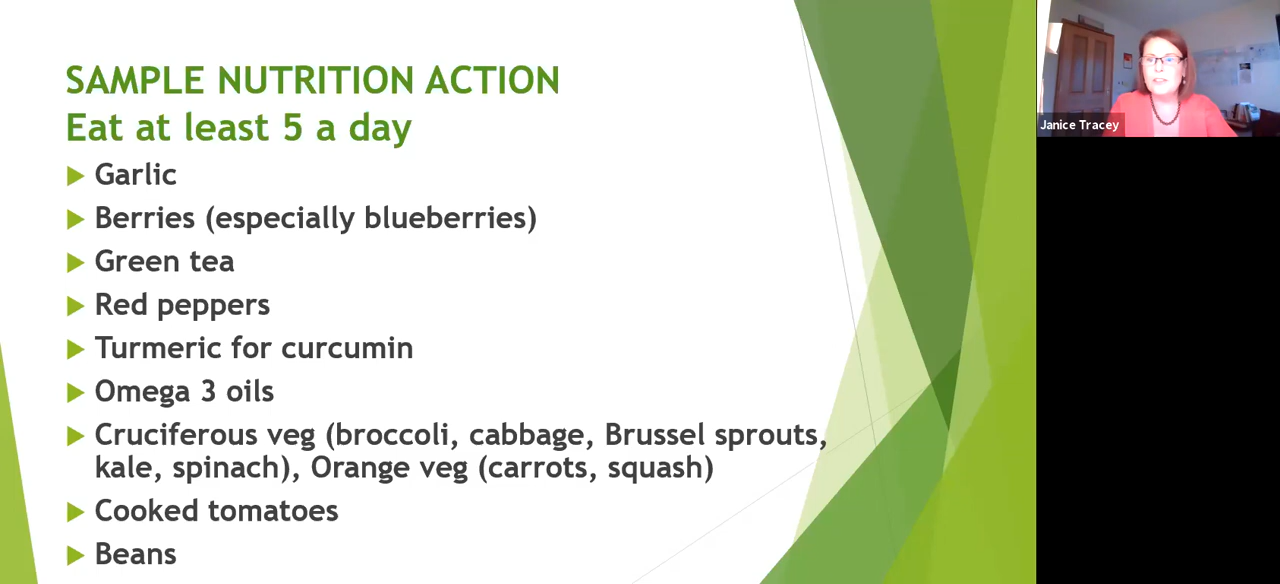 SAMPLE NUTRITION ACTION
Eat at least 5 a day
Garlic
Berries (especially blueberries)
Green tea
Red peppers
Turmeric for curcumin
Omega 3 oils
Cruciferous veg (broccoli, cabbage, Brussel sprouts,
kale, spinach), Orange veg (carrots, squash)
Cooked tomatoes
Beans
Janice Tracey